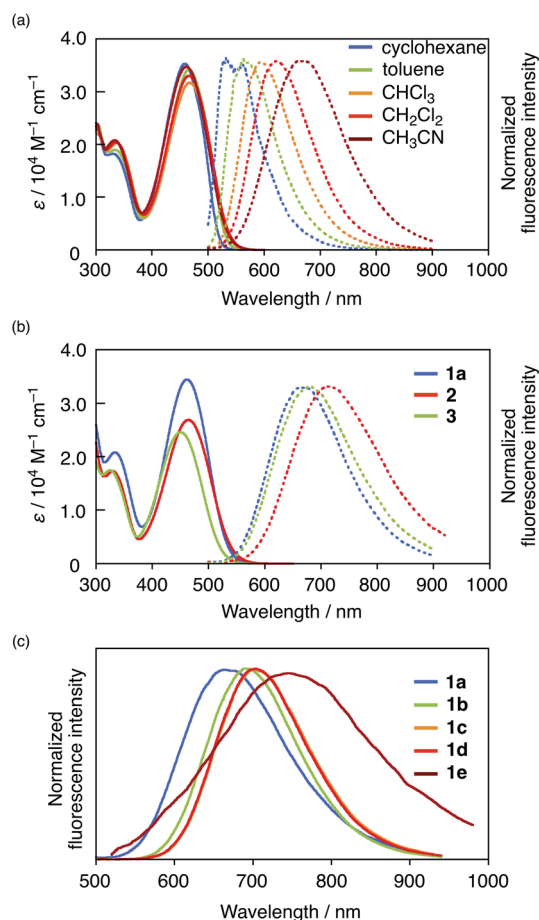 (a)
4.0
3.0
2.0
1.0
0
ε / 10⁴ M⁻¹ cm⁻¹
cyclohexane
toluene
CHCl₃
CH₂Cl₂
CH₃CN
Normalized
fluorescence intensity
300 400 500 600 700 800 900 1000
Wavelength / nm
(b)
4.0
3.0
2.0
1.0
0
ε / 10⁴ M⁻¹ cm⁻¹
1a
2
3
Normalized
fluorescence intensity
300 400 500 600 700 800 900 1000
Wavelength / nm
(c)
Normalized
fluorescence intensity
1a
1b
1c
1d
1e
500 600 700 800 900 1000
Wavelength / nm